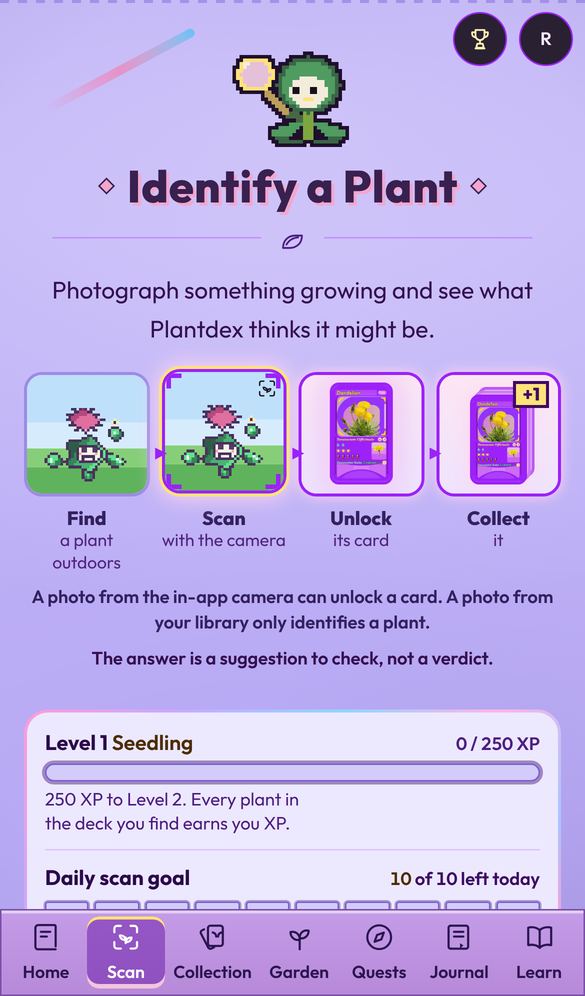 R
Identify a Plant
Photograph something growing and see what
Plantdex thinks it might be.
+1
Dandelion
Dandelion
Find
a plant
outdoors
Scan
with the camera
Unlock
its card
Collect
it
A photo from the in-app camera can unlock a card. A photo from
your library only identifies a plant.
The answer is a suggestion to check, not a verdict.
Level 1 Seedling
0 / 250 XP
250 XP to Level 2. Every plant in
the deck you find earns you XP.
Daily scan goal
10 of 10 left today
Home
Scan
Collection
Garden
Quests
Journal
Learn